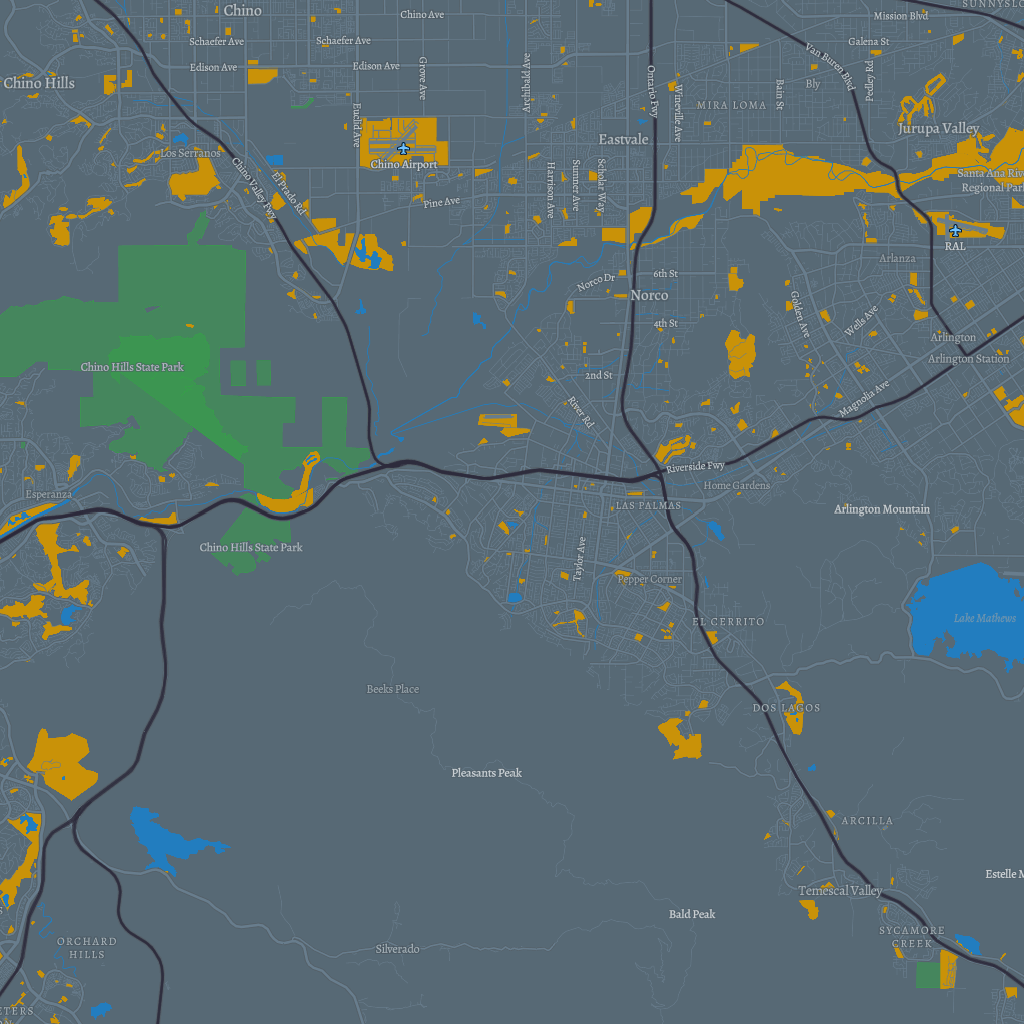 SUNNYSLO
Chino
Chino Ave
Mission Blvd
Schaefer Ave
Schaefer Ave
Galena St
Van Buren Blvd
Edison Ave
Edison Ave
Grove Ave
Archibald Ave
Ontario Fwy
Pedley Rd
Chino Hills
Bly
Bain St
Wineville Ave
MIRA LOMA
Euclid Ave
Jurupa Valley
Eastvale
Los Serranos
Chino Airport
Chino Valley Fwy
El Prado Rd
Harrison Ave
Sumner Ave
Scholar Way
Santa Ana Rive
Regional Park
Pine Ave
RAL
Arlanza
6th St
Norco Dr
Norco
Golden Ave
Wells Ave
4th St
Arlington
Arlington Station
Chino Hills State Park
2nd St
River Rd
Magnolia Ave
Riverside Fwy
Home Gardens
Esperanza
LAS PALMAS
Arlington Mountain
Chino Hills State Park
Taylor Ave
Pepper Corner
EL CERRITO
Lake Mathews
Beeks Place
DOS LAGOS
Pleasants Peak
ARCILLA
Estelle M
Temescal Valley
Bald Peak
S
SYCAMORE
CREEK
ORCHARD
HILLS
Silverado
ETERS